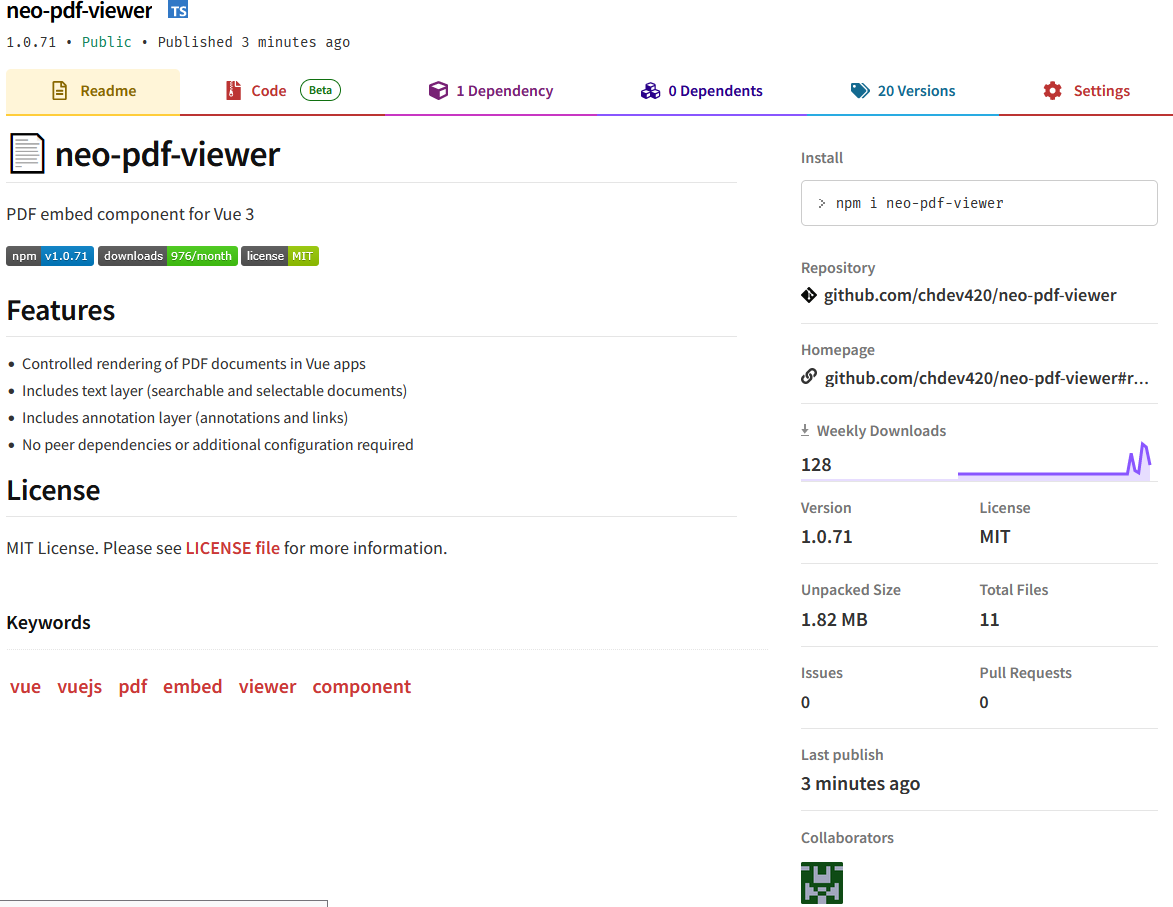 neo-pdf-viewer TS
1.0.71 • Public • Published 3 minutes ago
Readme
Code Beta
1 Dependency
0 Dependents
20 Versions
Settings
neo-pdf-viewer
PDF embed component for Vue 3
npm v1.0.71 downloads 976/month license MIT
Features
• Controlled rendering of PDF documents in Vue apps
• Includes text layer (searchable and selectable documents)
• Includes annotation layer (annotations and links)
• No peer dependencies or additional configuration required
License
MIT License. Please see LICENSE file for more information.
Keywords
vue vuejs pdf embed viewer component
Install
> npm i neo-pdf-viewer
Repository
github.com/chdev420/neo-pdf-viewer
Homepage
github.com/chdev420/neo-pdf-viewer#r...
Weekly Downloads
128
Version
1.0.71
License
MIT
Unpacked Size
1.82 MB
Total Files
11
Issues
0
Pull Requests
0
Last publish
3 minutes ago
Collaborators